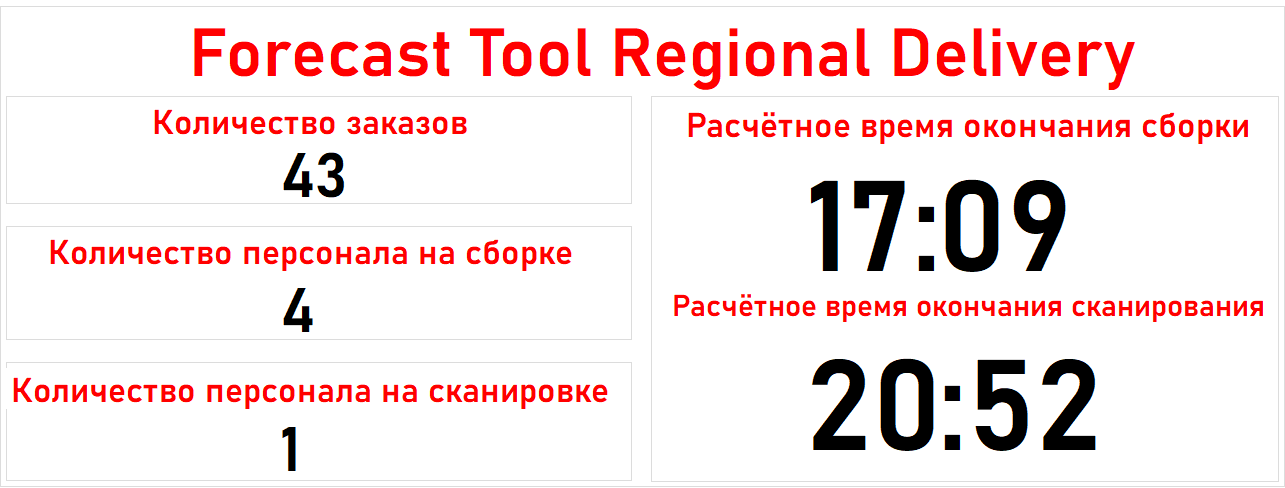 Forecast Tool Regional Delivery
Количество заказов
43
Количество персонала на сборке
4
Количество персонала на сканировке
1
Расчётное время окончания сборки
17:09
Расчётное время окончания сканирования
20:52